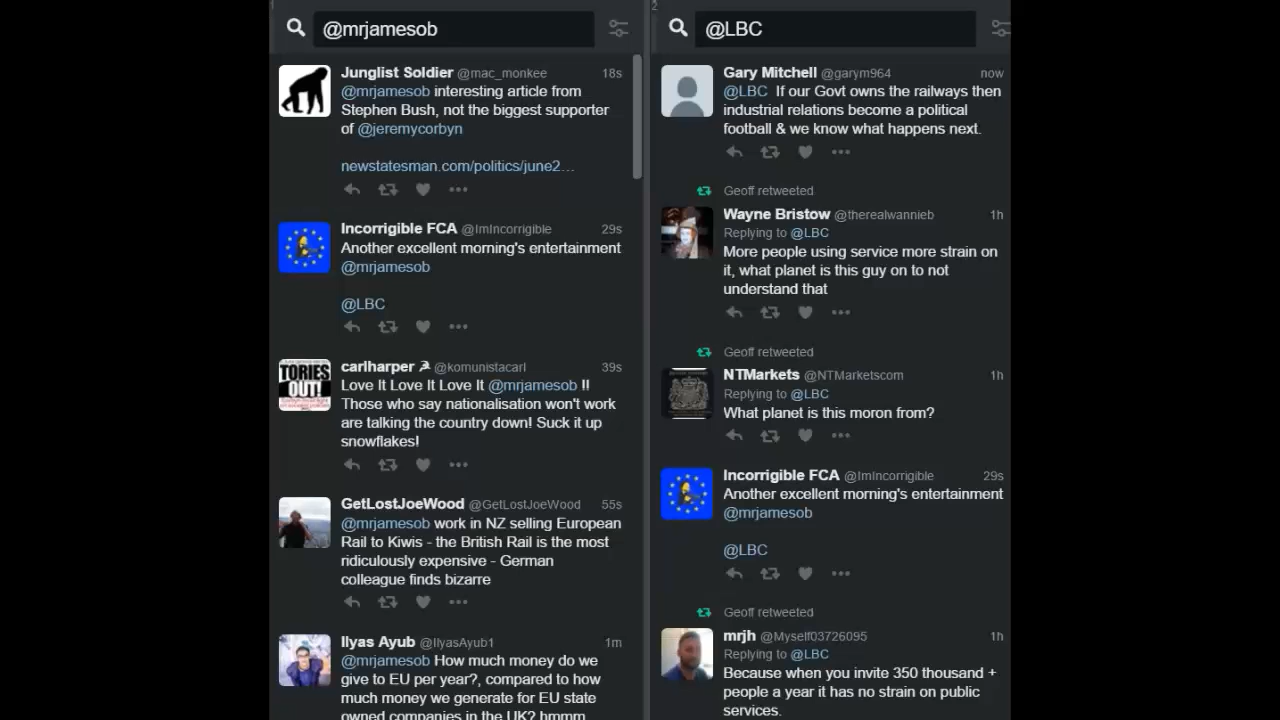 1
@mrjamesob
Junglist Soldier @mac_monkee 18s
@mrjamesob interesting article from
Stephen Bush, not the biggest supporter
of @jeremycorbyn
newstatesman.com/politics/june2...
Incorrigible FCA @ImIncorrigible 29s
Another excellent morning's entertainment
@mrjamesob
@LBC
TORIES
OUT!
carlharper ☭ @komunistacarl 39s
Love It Love It Love It @mrjamesob !!
Those who say nationalisation won't work
are talking the country down! Suck it up
snowflakes!
GetLostJoeWood @GetLostJoeWood 55s
@mrjamesob work in NZ selling European
Rail to Kiwis - the British Rail is the most
ridiculously expensive - German
colleague finds bizarre
Ilyas Ayub @IlyasAyub1 1m
@mrjamesob How much money do we
give to EU per year?, compared to how
much money we generate for EU state
owned companies in the UK? hmmm
2
@LBC
Gary Mitchell @garym964 now
@LBC If our Govt owns the railways then
industrial relations become a political
football & we know what happens next.
Geoff retweeted
Wayne Bristow @therealwannieb 1h
Replying to @LBC
More people using service more strain on
it, what planet is this guy on to not
understand that
Geoff retweeted
NTMarkets @NTMarketscom 1h
Replying to @LBC
What planet is this moron from?
Incorrigible FCA @ImIncorrigible 29s
Another excellent morning's entertainment
@mrjamesob
@LBC
Geoff retweeted
mrjh @Myself03726095 1h
Replying to @LBC
Because when you invite 350 thousand +
people a year it has no strain on public
services.